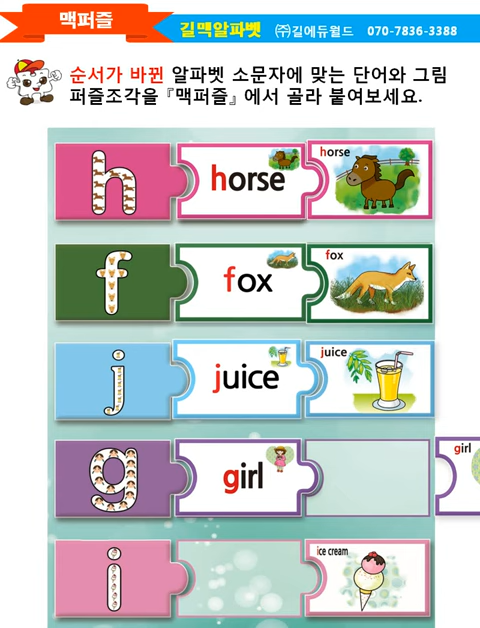 맥퍼즐
길맥알파벳 ㈜길에듀월드 070-7836-3388
순서가 바뀐 알파벳 소문자에 맞는 단어와 그림
퍼즐조각을 『맥퍼즐』에서 골라 붙여보세요.
h horse horse
f fox fox
j juice juice
g girl girl
i ice cream